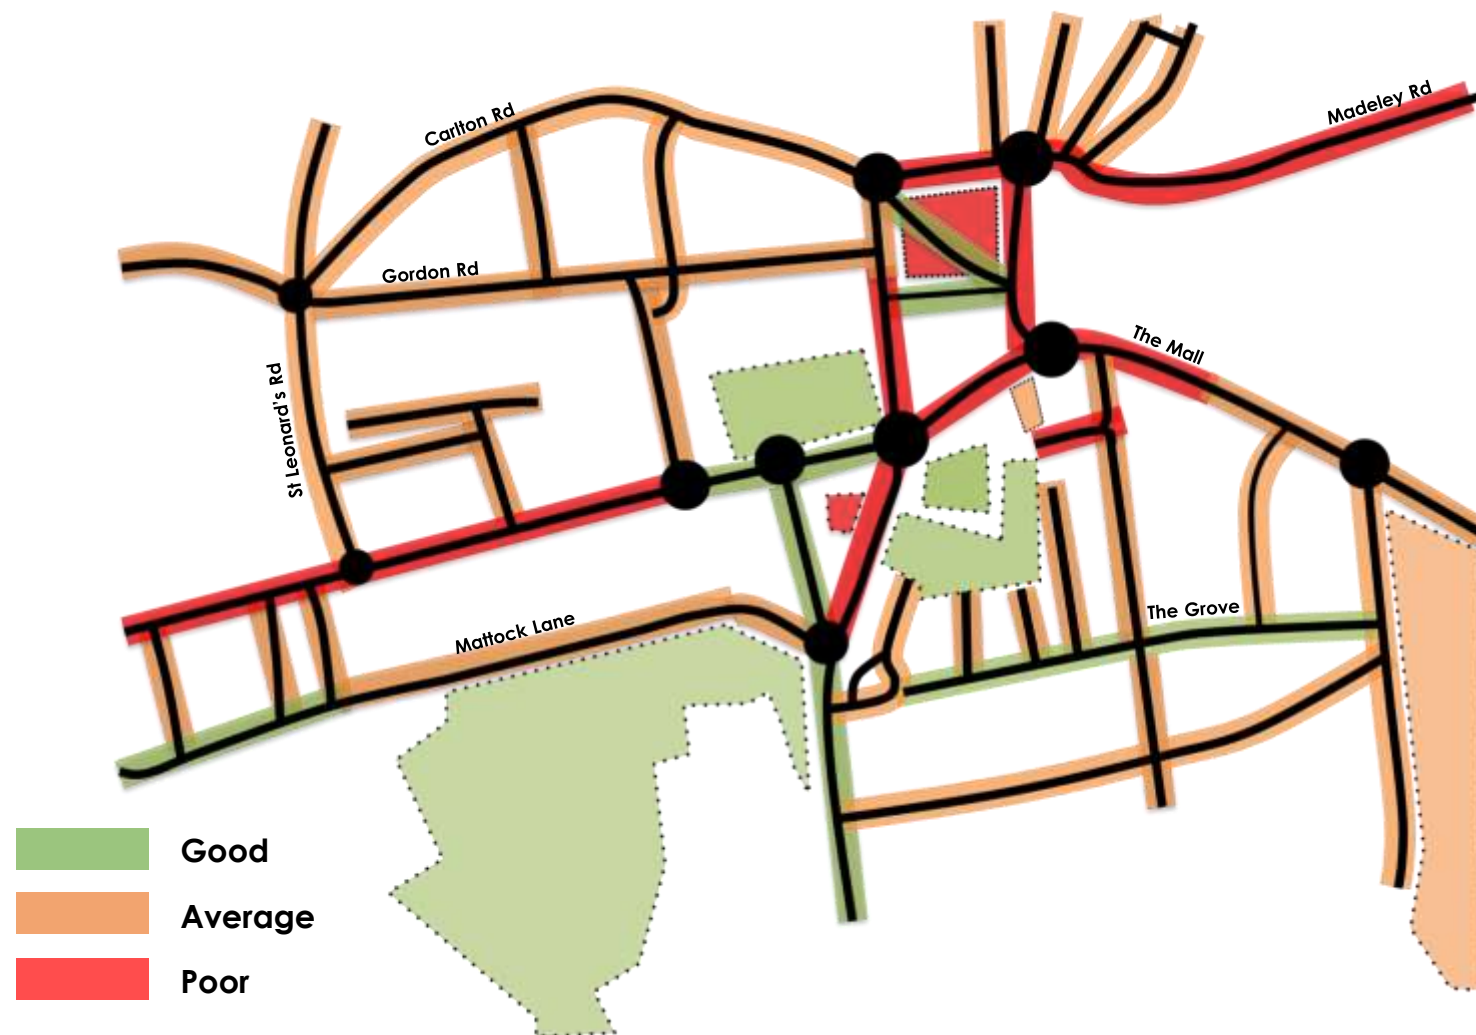 Carlton Rd
Madeley Rd
Gordon Rd
The Mall
St Leonard's Rd
The Grove
Mattock Lane
Good
Average
Poor